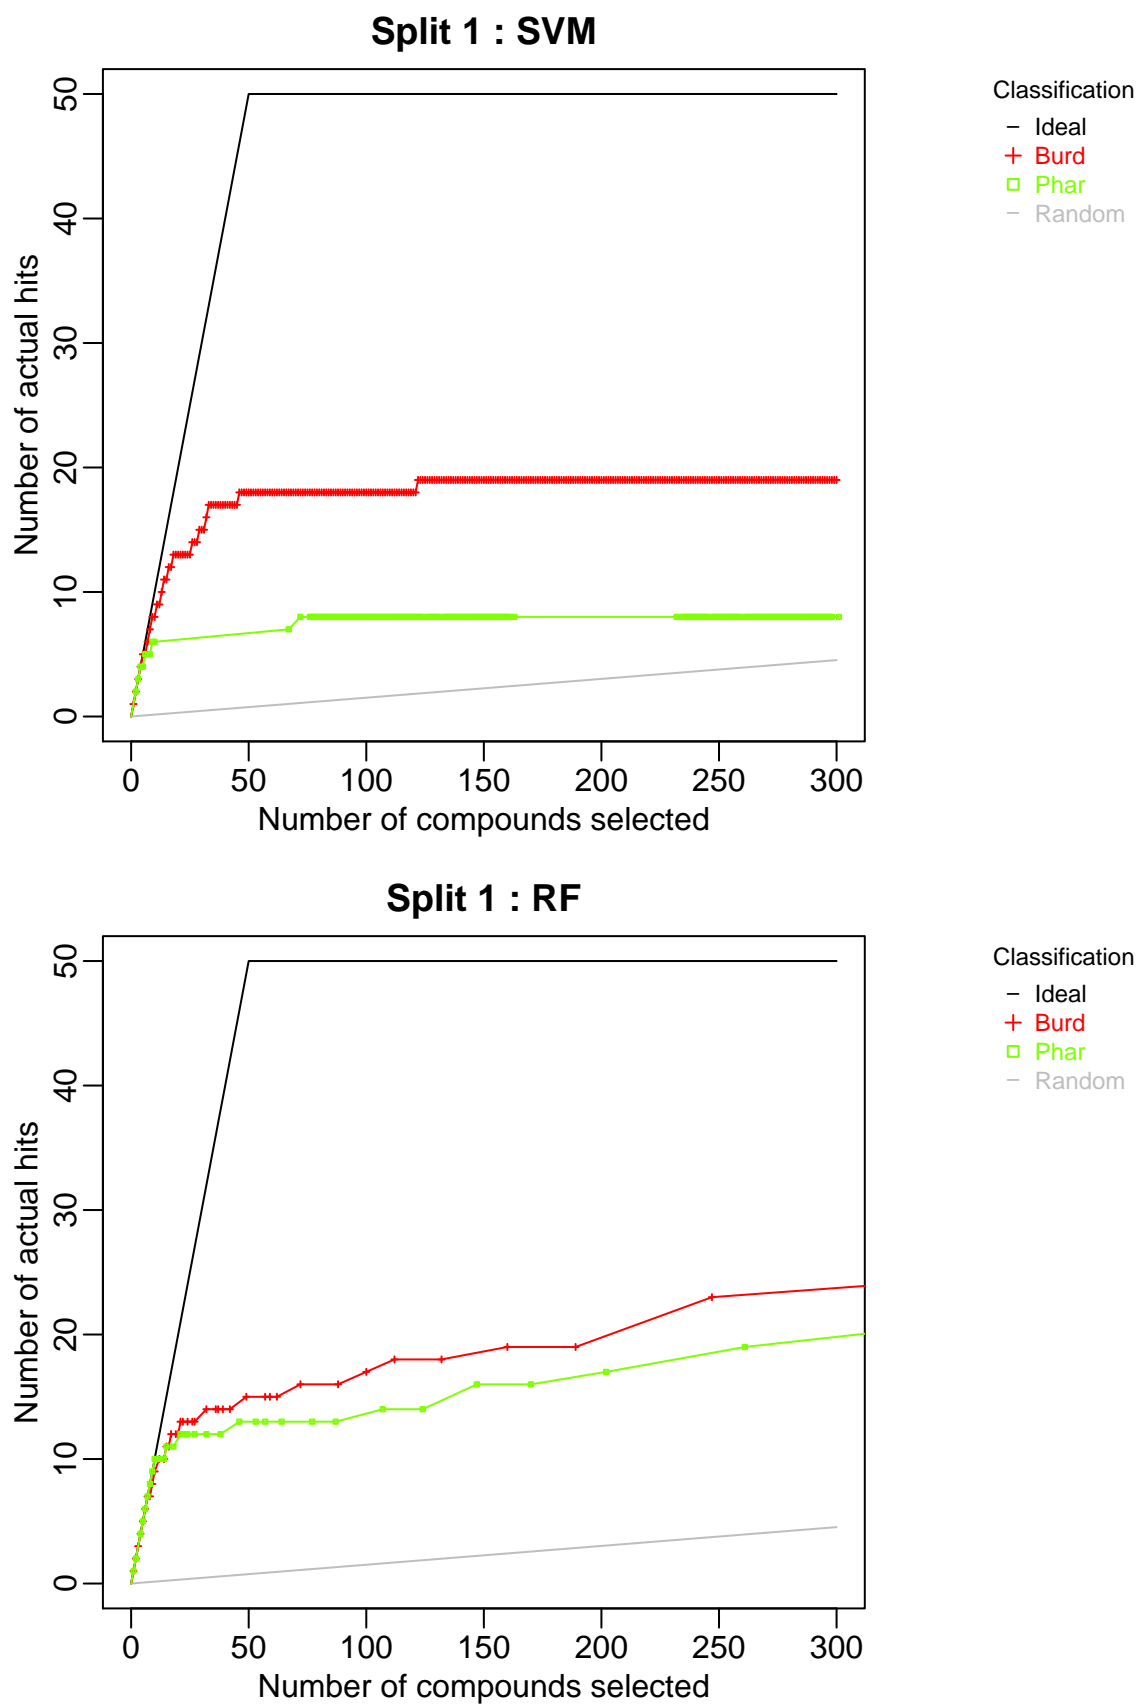 Split 1 : SVM
Number of actual hits
50
40
30
20
10
0
0 50 100 150 200 250 300
Number of compounds selected
Classification
Ideal
Burd
Phar
Random
Split 1 : RF
Number of actual hits
50
40
30
20
10
0
0 50 100 150 200 250 300
Number of compounds selected
Classification
Ideal
Burd
Phar
Random